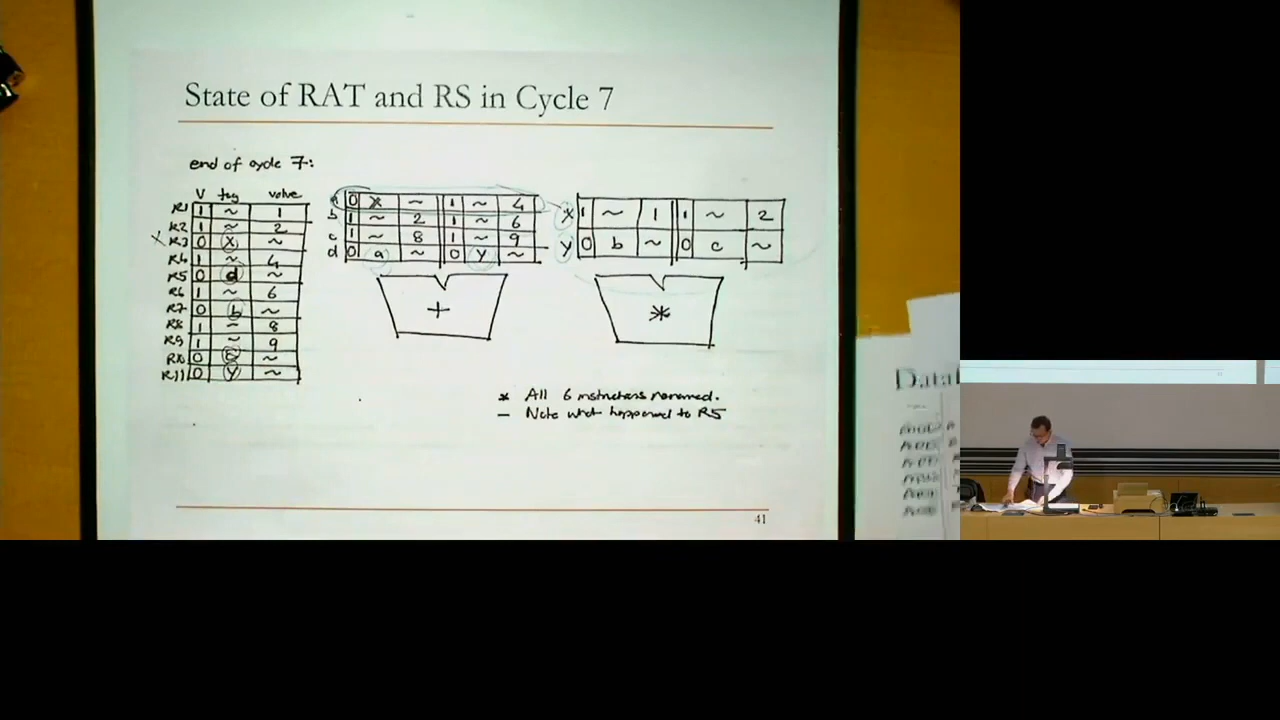 State of RAT and RS in Cycle 7
end of cycle 7:
V tag value
R1 1 ~ 1
R2 1 ~ 2
X R3 0 X ~
R4 1 ~ 4
R5 0 d ~
R6 1 ~ 6
R7 0 b ~
R8 1 ~ 8
R9 1 ~ 9
R10 0 c ~
R11 0 y ~
a 0 x ~ 1 ~ 4
b 1 ~ 2 1 ~ 6
c 1 ~ 8 1 ~ 9
d 0 a ~ 0 y ~
+
X 1 ~ 1 1 ~ 2
y 0 b ~ 0 c ~
*
* All 6 instructions renamed.
— Note what happened to R5
41